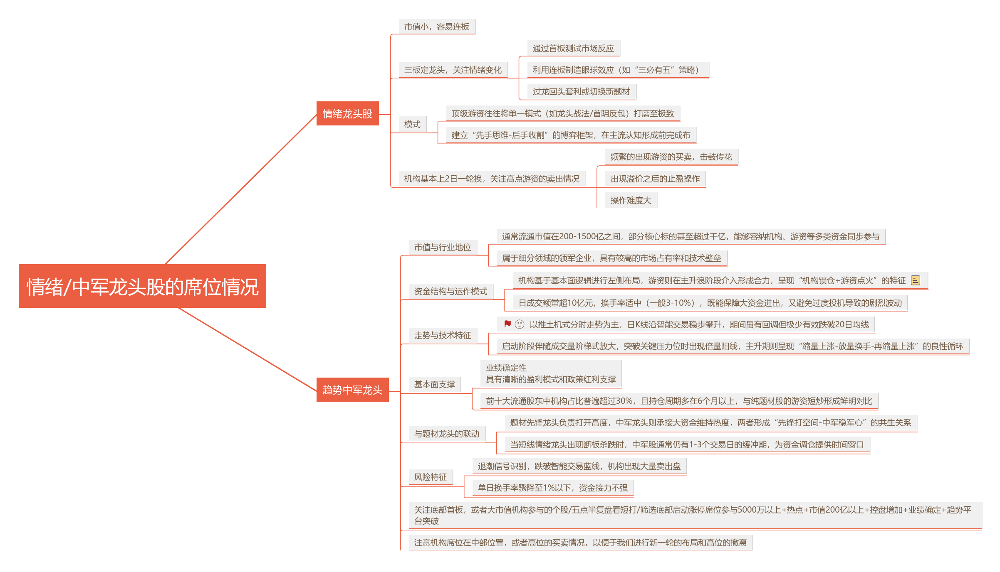 情绪/中军龙头股的席位情况
情绪龙头股
市值小，容易连板
三板定龙头，关注情绪变化
通过首板测试市场反应
利用连板制造眼球效应（如“三必有五”策略）
过龙回头套利或切换新题材
模式
顶级游资往往将单一模式（如龙头战法/首阴反包）打磨至极致
建立“先手思维-后手收割”的博弈框架，在主流认知形成前完成布
机构基本上2日一轮换，关注高点游资的卖出情况
频繁的出现游资的买卖，击鼓传花
出现溢价之后的止盈操作
操作难度大
趋势中军龙头
市值与行业地位
通常流通市值在200-1500亿之间，部分核心标的甚至超过千亿，能够容纳机构、游资等多类资金同步参与
属于细分领域的领军企业，具有较高的市场占有率和技术壁垒
资金结构与运作模式
机构基于基本面逻辑进行左侧布局，游资则在主升浪阶段介入形成合力，呈现“机构锁仓+游资点火”的特征
日成交额常超10亿元，换手率适中（一般3-10%），既能保障大资金进出，又避免过度投机导致的剧烈波动
走势与技术特征
以推土机式分时走势为主，日K线沿智能交易稳步攀升，期间虽有回调但极少有效跌破20日均线
启动阶段伴随成交量阶梯式放大，突破关键压力位时出现倍量阳线，主升期则呈现“缩量上涨-放量换手-再缩量上涨”的良性循环
基本面支撑
业绩确定性
具有清晰的盈利模式和政策红利支撑
前十大流通股东中机构占比普遍超过30%，且持仓周期多在6个月以上，与纯题材股的游资短炒形成鲜明对比
与题材龙头的联动
题材先锋龙头负责打开高度，中军龙头则承接大资金维持热度，两者形成“先锋打空间-中军稳军心”的共生关系
当短线情绪龙头出现断板杀跌时，中军股通常仍有1-3个交易日的缓冲期，为资金调仓提供时间窗口
风险特征
退潮信号识别，跌破智能交易蓝线，机构出现大量卖出盘
单日换手率骤降至1%以下，资金接力不强
关注底部首板，或者大市值机构参与的个股/五点半复盘看短打/筛选底部启动涨停席位参与5000万以上+热点+市值200亿以上+控盘增加+业绩确定+趋势平
台突破
注意机构席位在中部位置，或者高位的买卖情况，以便于我们进行新一轮的布局和高位的撤离